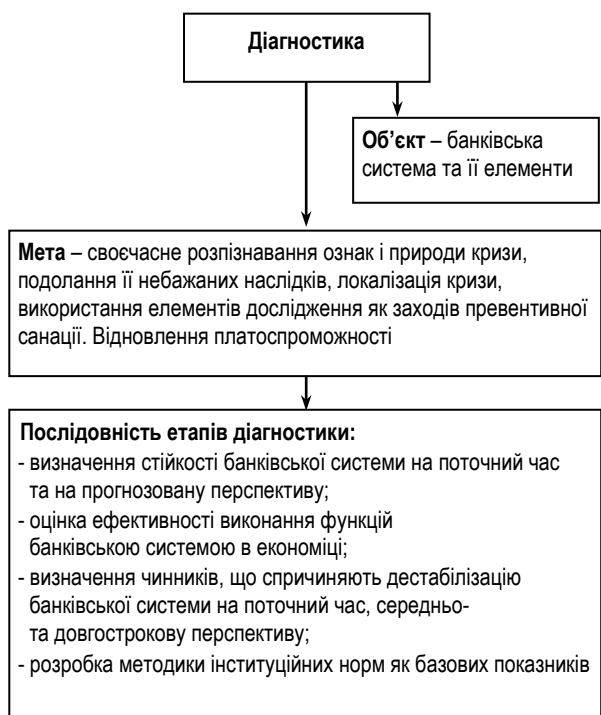 Діагностика
Об’єкт – банківська
система та її елементи
Мета – своєчасне розпізнавання ознак і природи кризи,
подолання її небажаних наслідків, локалізація кризи,
використання елементів дослідження як заходів превентивної
санації. Відновлення платоспроможності
Послідовність етапів діагностики:
- визначення стійкості банківської системи на поточний час
та на прогнозовану перспективу;
- оцінка ефективності виконання функцій
банківською системою в економіці;
- визначення чинників, що спричиняють дестабілізацію
банківської системи на поточний час, середньо-
та довгострокову перспективу;
- розробка методики інституційних норм як базових показників